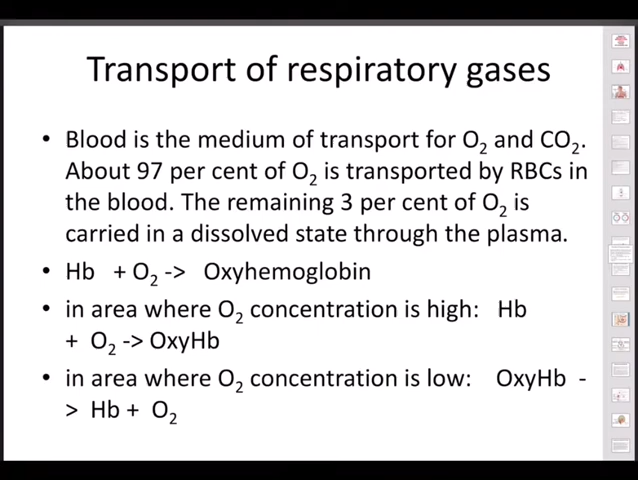 Transport of respiratory gases
• Blood is the medium of transport for O₂ and CO₂.
About 97 per cent of O₂ is transported by RBCs in
the blood. The remaining 3 per cent of O₂ is
carried in a dissolved state through the plasma.
• Hb + O₂ -> Oxyhemoglobin
• in area where O₂ concentration is high: Hb
+ O₂ -> OxyHb
• in area where O₂ concentration is low: OxyHb -
> Hb + O₂